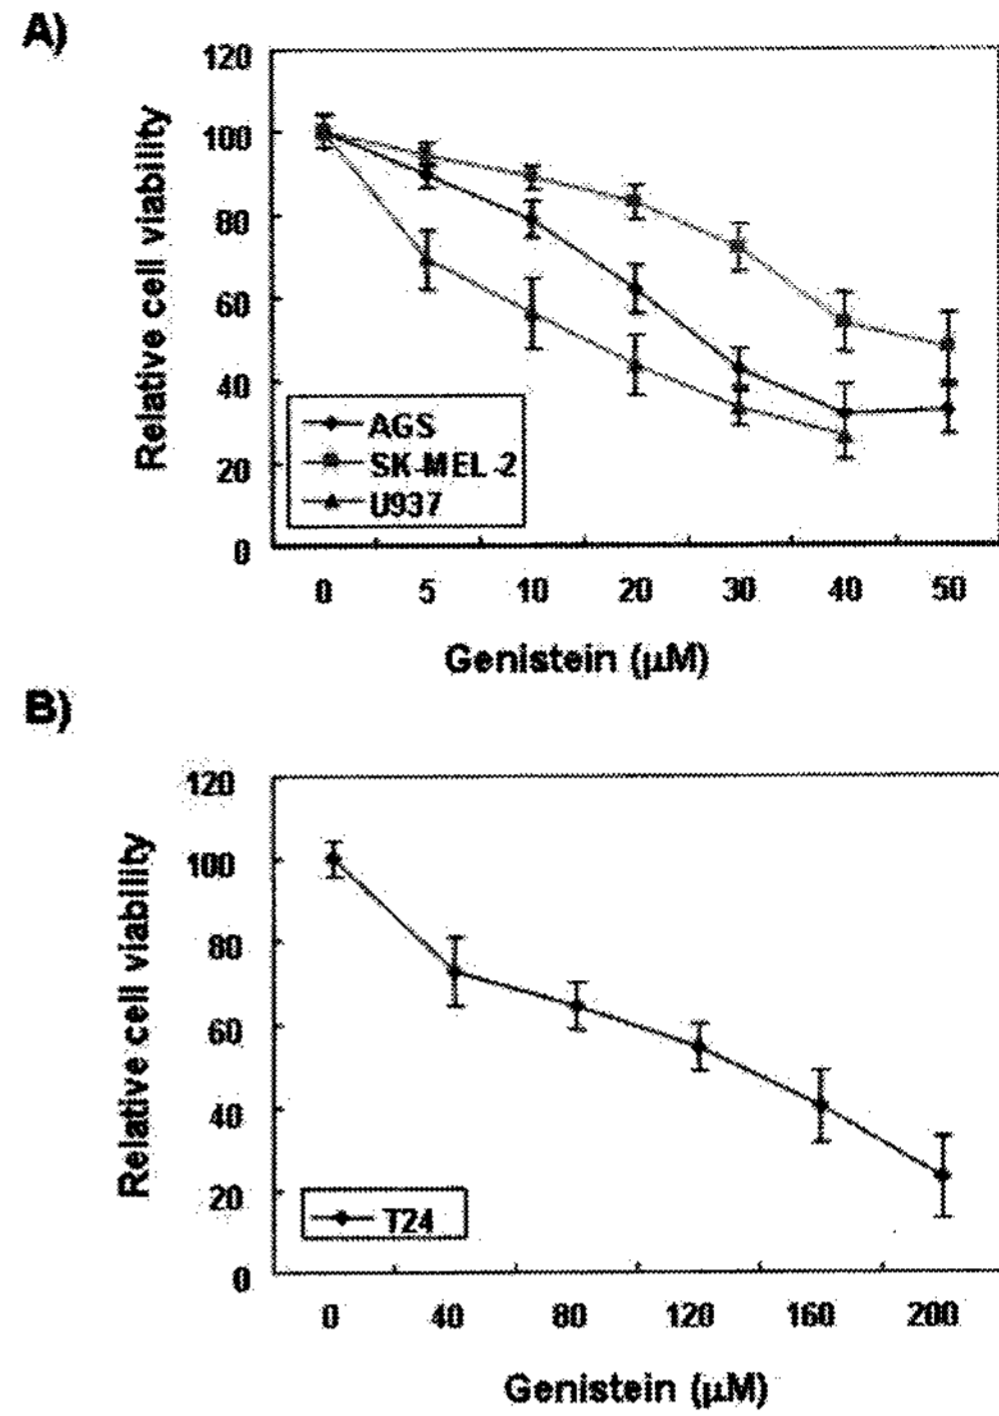 A)
120
100
80
60
40
20
0
Relative cell viability
AGS
SK-MEL-2
U937
0 5 10 20 30 40 50
Genistein (μM)
B)
120
100
80
60
40
20
0
Relative cell viability
T24
0 40 80 120 160 200
Genistein (μM)